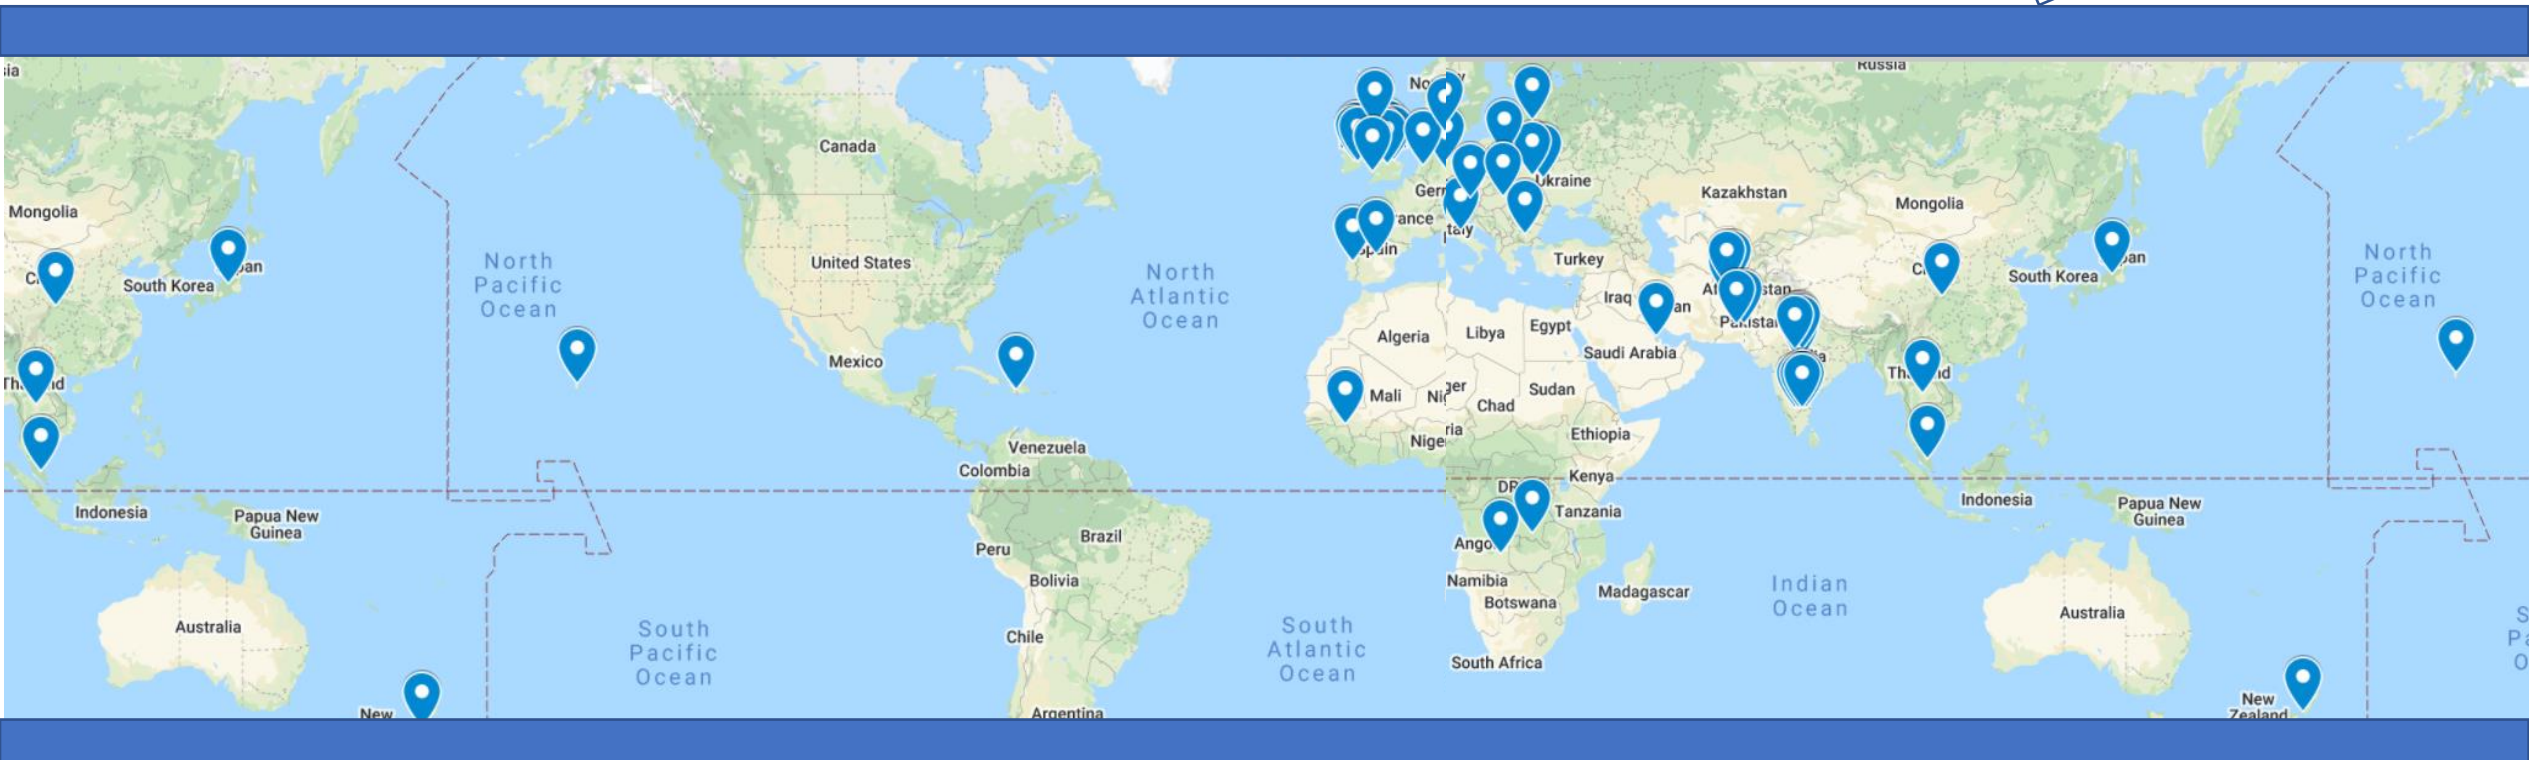 Russia
Canada
Mongolia
Kazakhstan
Mongolia
Ukraine
Spain
Turkey
United States
South Korea
South Korea
North
Pacific
Ocean
North
Atlantic
Ocean
North
Pacific
Ocean
Iraq
Algeria
Libya
Egypt
Saudi Arabia
Mexico
Mali
Chad
Sudan
Ethiopia
Venezuela
Colombia
Kenya
Indonesia
Papua New
Guinea
Peru
Brazil
Tanzania
Indonesia
Papua New
Guinea
Bolivia
Namibia
Botswana
Madagascar
Indian
Ocean
Australia
Australia
South
Pacific
Ocean
Chile
South
Atlantic
Ocean
South Africa
New
Argentina
New
Zealand